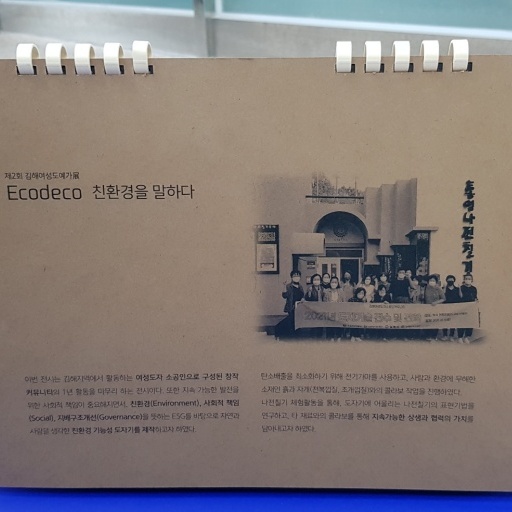 제2회 김해여성도예가展
Ecodeco 친환경을 말하다
통영나전칠기
이번 전시는 김해지역에서 활동하는 여성도자 소공인으로 구성된 창작
커뮤니티의 1년 활동을 마무리 하는 전시이다. 또한 지속 가능한 발전을
위한 사회적 책임이 중요해지면서, 친환경(Environment), 사회적 책임
(Social), 지배구조개선(Governance)을 뜻하는 ESG를 바탕으로 자연과
사람을 생각한 친환경 기능성 도자기를 제작하고자 하였다.
탄소배출을 최소화하기 위해 전기가마를 사용하고, 사람과 환경에 무해한
소재인 흙과 자개(전복껍질, 조개껍질)와의 콜라보 작업을 진행하였다.
나전칠기 체험활동을 통해, 도자기에 어울리는 나전칠기의 표현기법을
연구하고, 타 재료와의 콜라보를 통해 지속가능한 상생과 협력의 가치를
담아내고자 하였다.